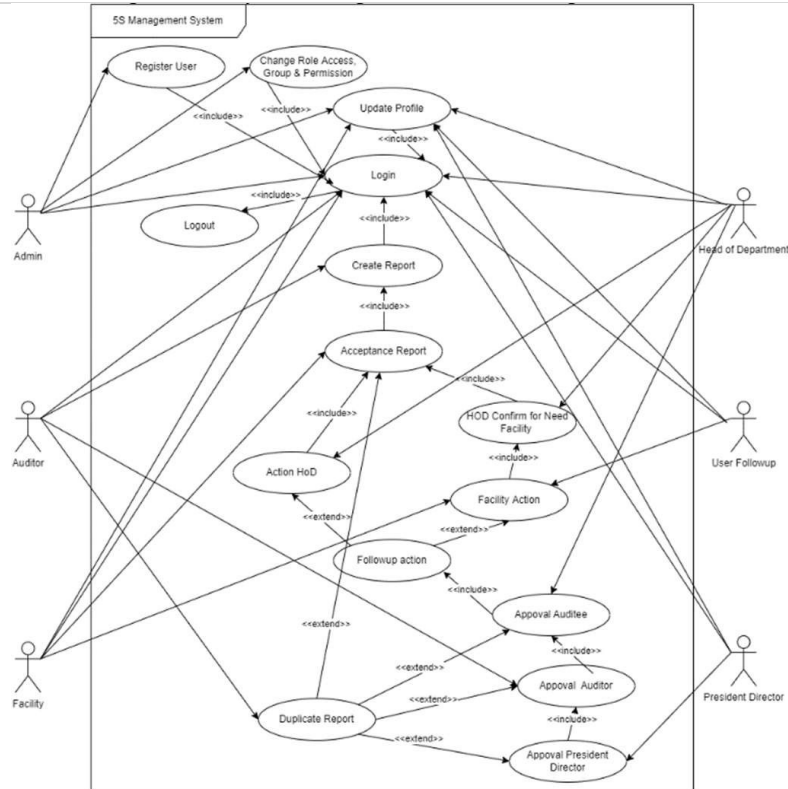 5S Management System
Register User
Change Role Access,
Group & Permission
<<include>>
<<include>>
Update Profile
<<include>>
Login
<<include>>
Logout
<<include>>
Admin
Head of Department
Create Report
<<include>>
Acceptance Report
<<include>>
<<include>>
HOD Confirm for Need
Facility
Auditor
User Followup
<<include>>
Action HoD
Facility Action
<<extend>>
<<extend>>
Followup action
<<include>>
Appoval Auditee
<<extend>>
<<include>>
<<extend>>
Appoval Auditor
Facility
President Director
<<extend>>
Duplicate Report
<<include>>
<<extend>>
Appoval President
Director